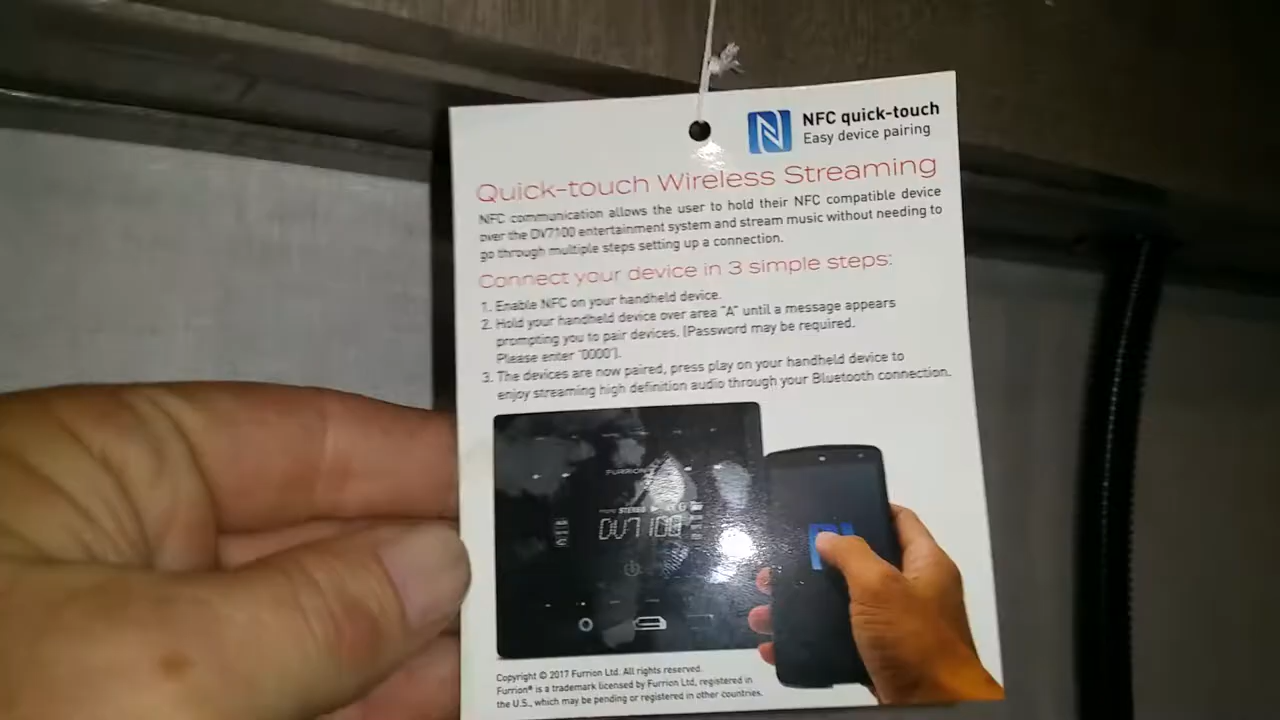 NFC quick-touch
Easy device pairing
Quick-touch Wireless Streaming
NFC communication allows the user to hold their NFC compatible device
over the DV7100 entertainment system and stream music without needing to
go through multiple steps setting up a connection.
Connect your device in 3 simple steps:
1. Enable NFC on your handheld device.
2. Hold your handheld device over area "A" until a message appears
prompting you to pair devices. (Password may be required.
Please enter "0000").
3. The devices are now paired, press play on your handheld device to
enjoy streaming high definition audio through your Bluetooth connection.
FURRION
STEREO
DV7100
Copyright © 2017 Furrion Ltd. All rights reserved.
Furrion® is a trademark licensed by Furrion Ltd, registered in
the U.S., which may be pending or registered in other countries.